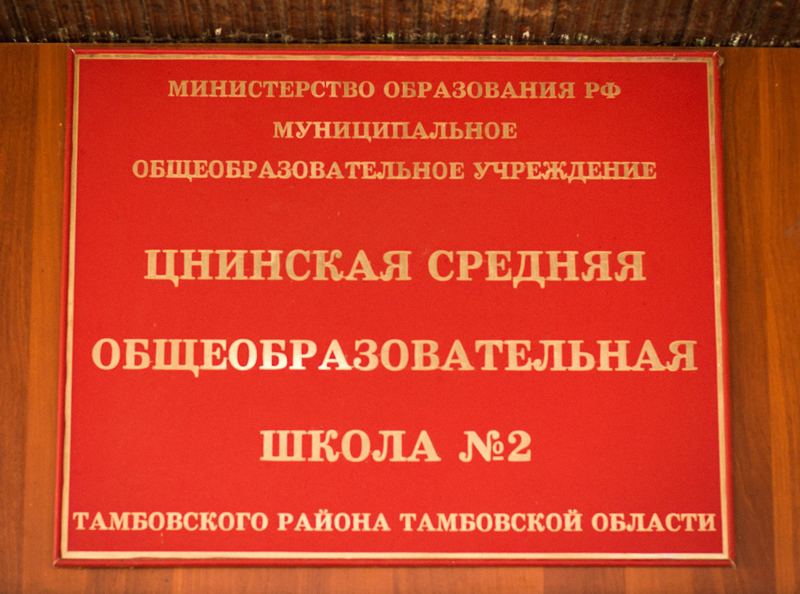 МИНИСТЕРСТВО ОБРАЗОВАНИЯ РФ
МУНИЦИПАЛЬНОЕ
ОБЩЕОБРАЗОВАТЕЛЬНОЕ УЧРЕЖДЕНИЕ
ЦНИНСКАЯ СРЕДНЯЯ
ОБЩЕОБРАЗОВАТЕЛЬНАЯ
ШКОЛА №2
ТАМБОВСКОГО РАЙОНА ТАМБОВСКОЙ ОБЛАСТИ